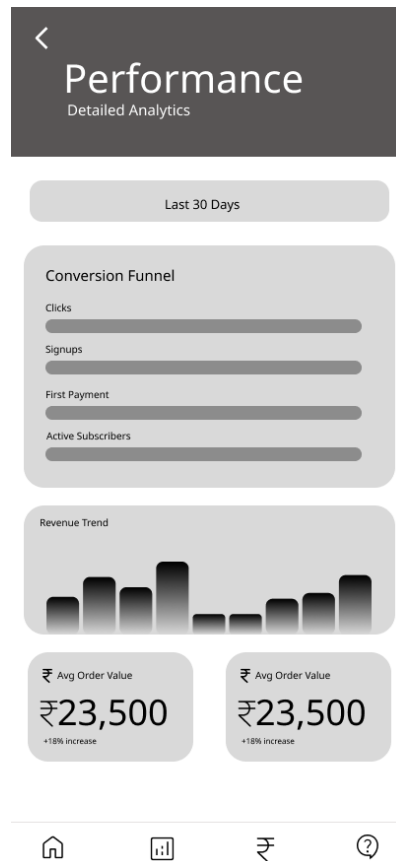 Performance
Detailed Analytics
Last 30 Days
Conversion Funnel
Clicks
Signups
First Payment
Active Subscribers
Revenue Trend
₹ Avg Order Value
₹23,500
+18% increase
₹ Avg Order Value
₹23,500
+18% increase
₹
?